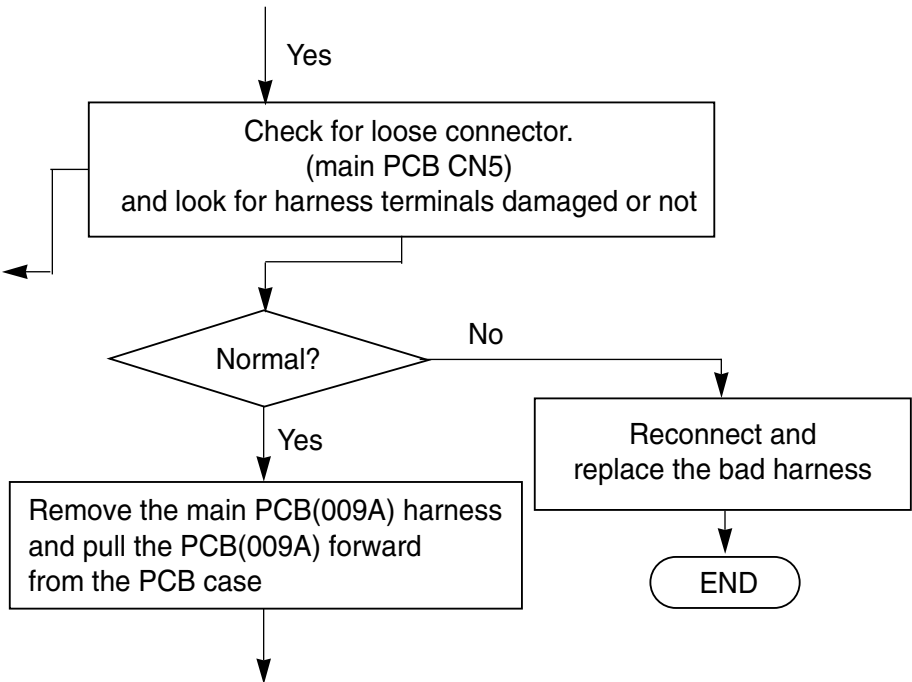 Yes
Check for loose connector.
(main PCB CN5)
and look for harness terminals damaged or not
Normal?
No
Yes
Reconnect and
replace the bad harness
Remove the main PCB(009A) harness
and pull the PCB(009A) forward
from the PCB case
END